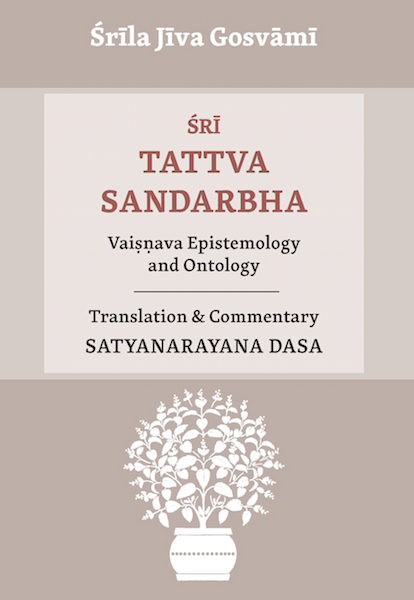 Śrīla Jīva Gosvāmī
ŚRĪ
TATTVA
SANDARBHA
Vaiṣṇava Epistemology
and Ontology
Translation & Commentary
SATYANARAYANA DASA